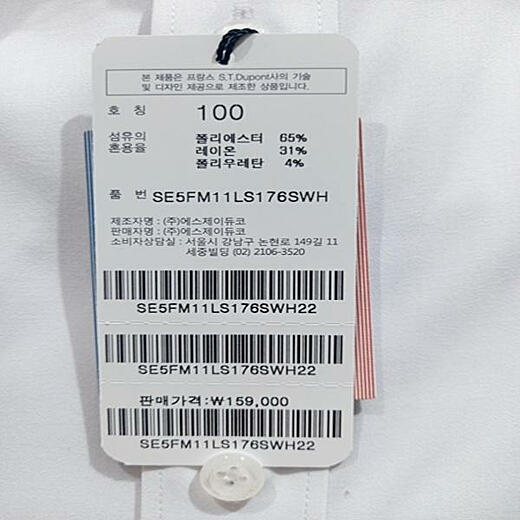 본 제품은 프랑스 S.T.Dupont사의 기술
및 디자인 제공으로 제조한 상품입니다.
호 칭 100
섬유의 폴리에스터 65%
혼용율 레이온 31%
폴리우레탄 4%
품 번 SE5FM11LS176SWH
제조자명 : (주)에스제이듀코
판매자명 : (주)에스제이듀코
소비자상담실 : 서울시 강남구 논현로 149길 11
세중빌딩 (02) 2106-3520
SE5FM11LS176SWH22
SE5FM11LS176SWH22
판매가격:₩159,000
SE5FM11LS176SWH22